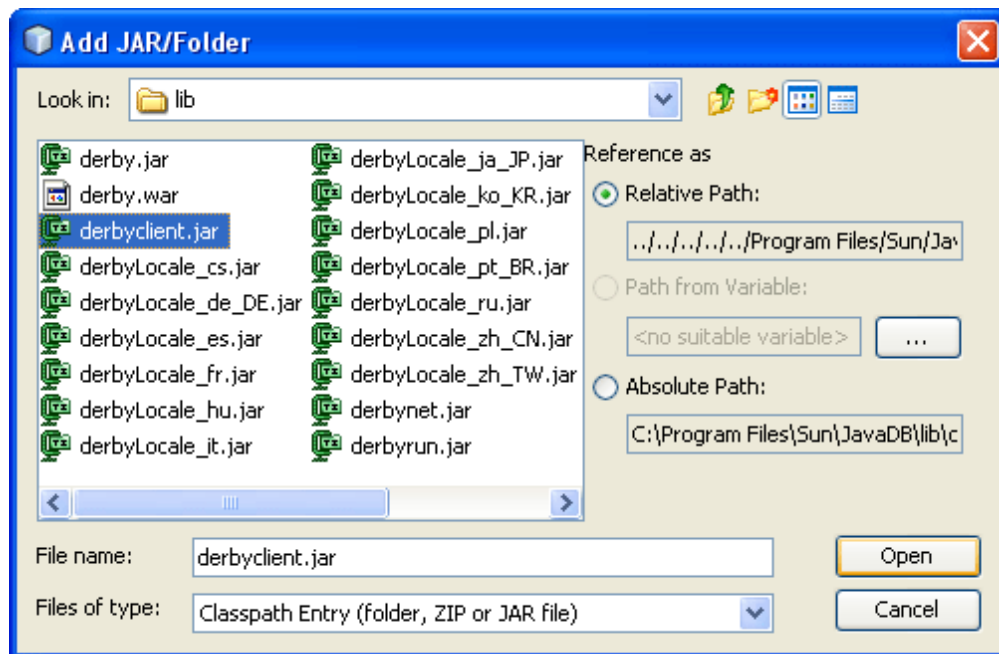 Add JAR/Folder
Look in: lib
derby.jar
derby.war
derbyclient.jar
derbyLocale_cs.jar
derbyLocale_de_DE.jar
derbyLocale_es.jar
derbyLocale_fr.jar
derbyLocale_hu.jar
derbyLocale_it.jar
derbyLocale_ja_JP.jar
derbyLocale_ko_KR.jar
derbyLocale_pl.jar
derbyLocale_pt_BR.jar
derbyLocale_ru.jar
derbyLocale_zh_CN.jar
derbyLocale_zh_TW.jar
derbynet.jar
derbyrun.jar
Reference as
Relative Path:
../../../../../Program Files/Sun/Jav
Path from Variable:
<no suitable variable> ...
Absolute Path:
C:\Program Files\Sun\JavaDB\lib\c
File name: derbyclient.jar Open
Files of type: Classpath Entry (folder, ZIP or JAR file) Cancel